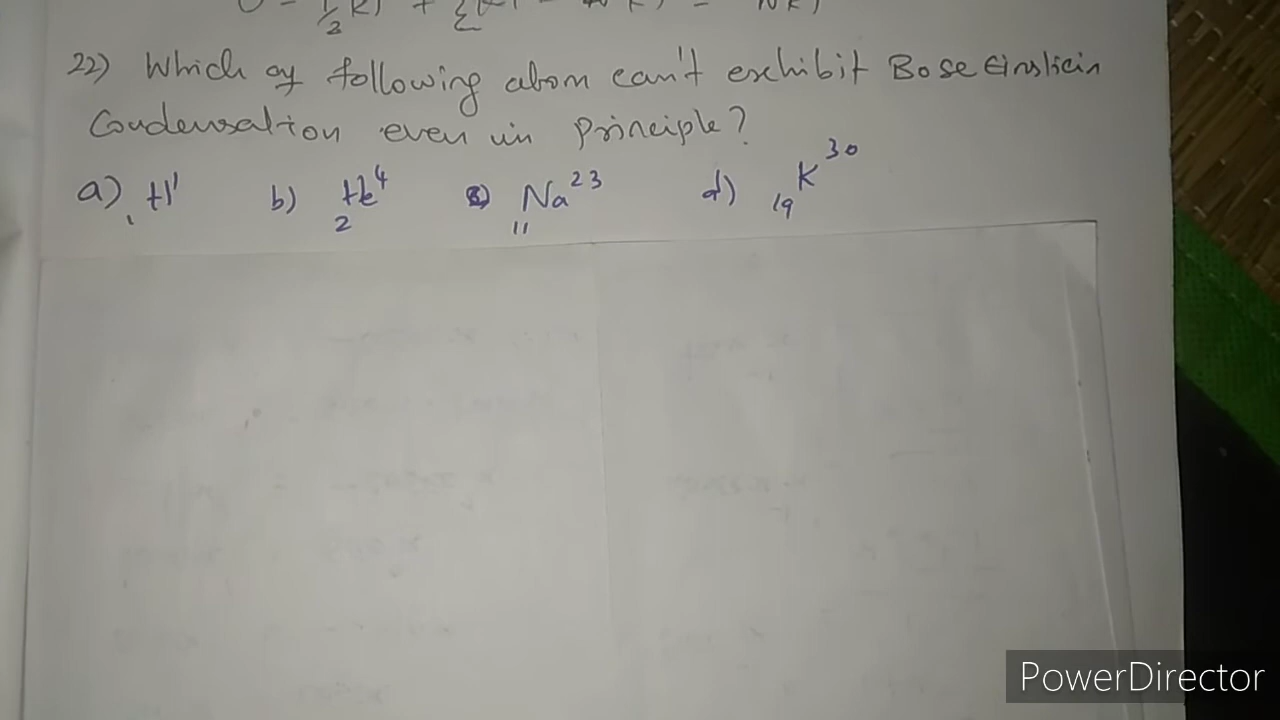 22) Which of following atom can't exhibit Bose Einstein
Condensation even in principle?
a) ₁H¹ b) ₂He⁴ c) ₁₁Na²³ d) ₁₉K³⁰
PowerDirector